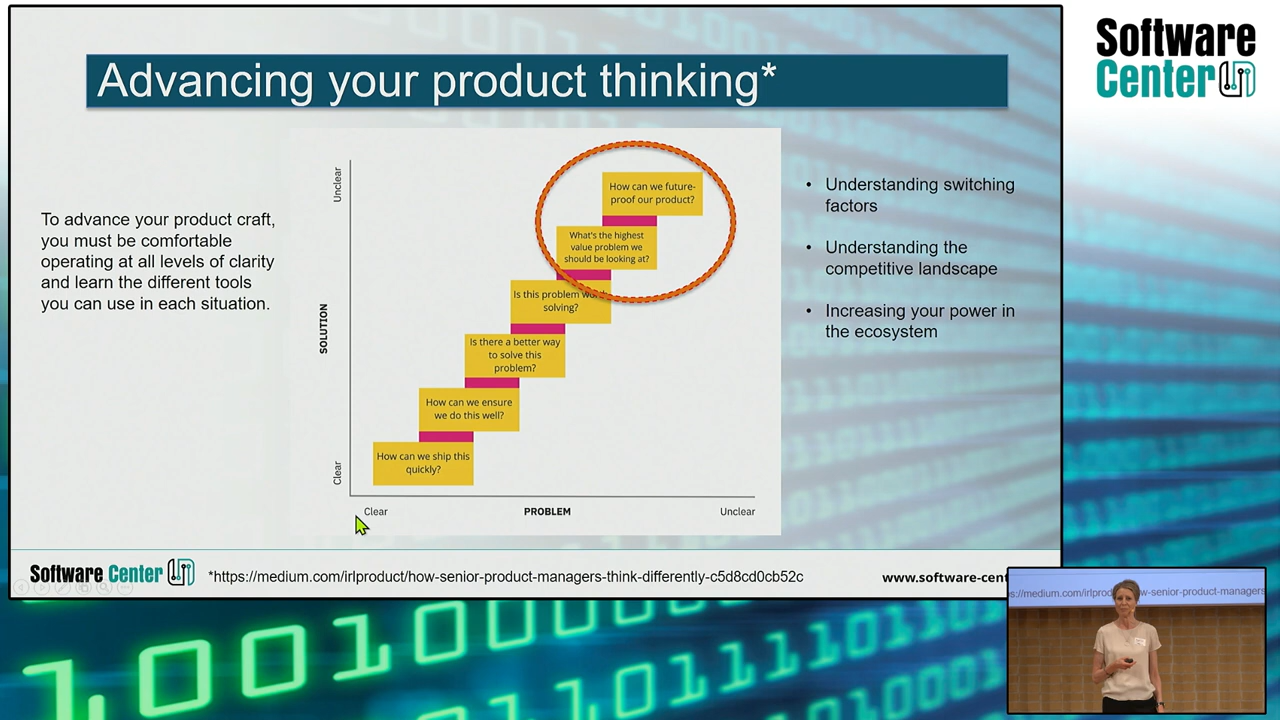 Software
Center
Advancing your product thinking*
To advance your product craft,
you must be comfortable
operating at all levels of clarity
and learn the different tools
you can use in each situation.
Unclear
SOLUTION
Clear
How can we future-
proof our product?
What's the highest
value problem we
should be looking at?
Is this problem
solving?
Is there a better way
to solve this
problem?
How can we ensure
we do this well?
How can we ship this
quickly?
Clear
PROBLEM
Unclear
• Understanding switching
factors
• Understanding the
competitive landscape
• Increasing your power in
the ecosystem
Software Center
*https://medium.com/irlproduct/how-senior-product-managers-think-differently-c5d8cd0cb52c
www.software-cent